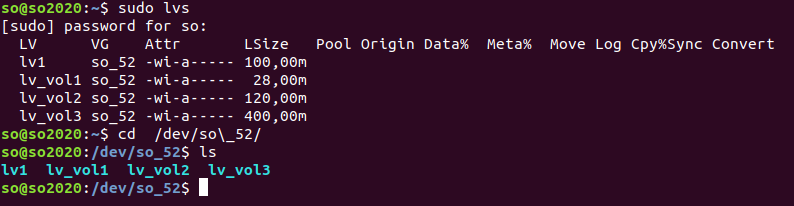 so@so2020:~$ sudo lvs
[sudo] password for so:
  LV      VG    Attr       LSize   Pool Origin Data%  Meta%  Move Log Cpy%Sync Convert
  lv1     so_52 -wi-a----- 100,00m
  lv_vol1 so_52 -wi-a-----  28,00m
  lv_vol2 so_52 -wi-a----- 120,00m
  lv_vol3 so_52 -wi-a----- 400,00m
so@so2020:~$ cd  /dev/so\_52/
so@so2020:/dev/so_52$ ls
lv1  lv_vol1  lv_vol2  lv_vol3
so@so2020:/dev/so_52$